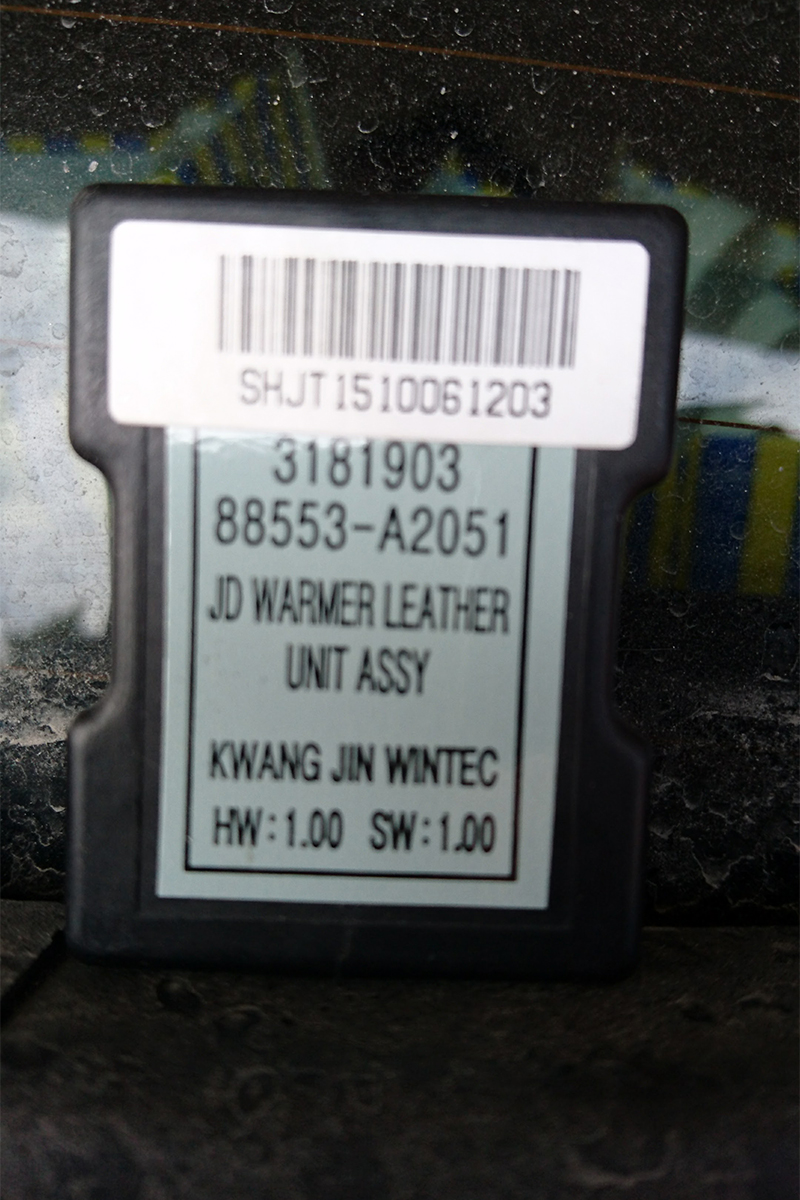 SHJT1510061203
3181903
88553-A2051
JD WARMER LEATHER
UNIT ASSY
KWANG JIN WINTEC
HW:1.00 SW:1.00